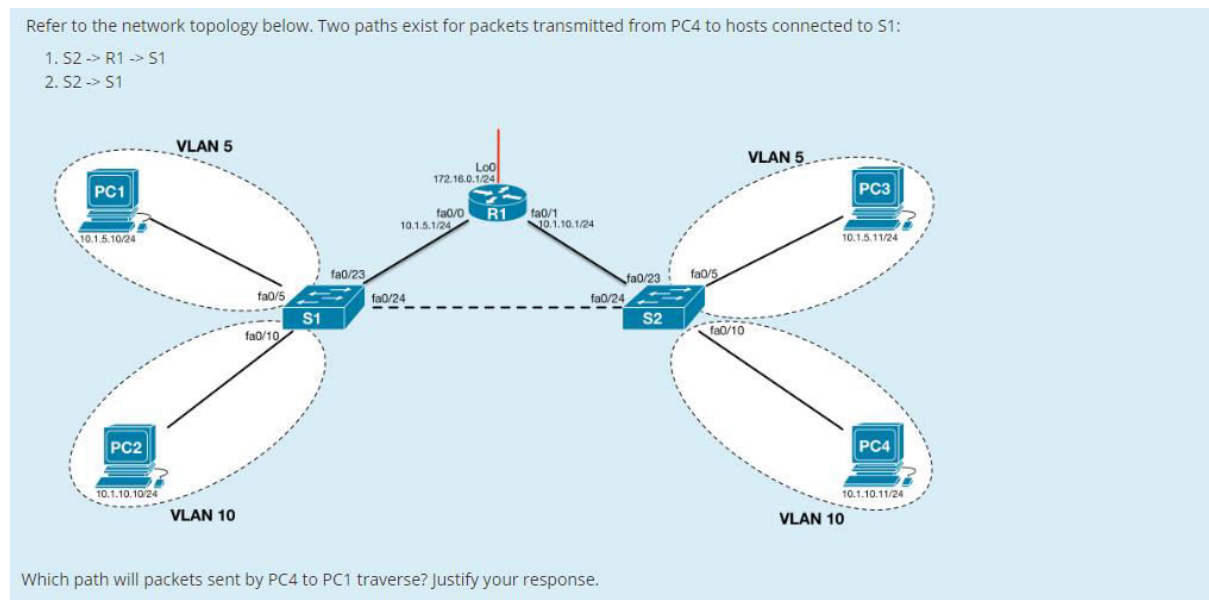 Refer to the network topology below. Two paths exist for packets transmitted from PC4 to hosts connected to S1:
1. S2 -> R1 -> S1
2. S2 -> S1
VLAN 5
VLAN 5
Lo0
172.16.0.1/24
PC1
PC3
R1
fa0/0
10.1.5.1/24
fa0/1
10.1.10.1/24
10.1.5.10/24
10.1.5.11/24
fa0/23
fa0/23
fa0/5
fa0/5
fa0/24
fa0/24
S1
S2
fa0/10
fa0/10
PC2
PC4
10.1.10.10/24
10.1.10.11/24
VLAN 10
VLAN 10
Which path will packets sent by PC4 to PC1 traverse? Justify your response.